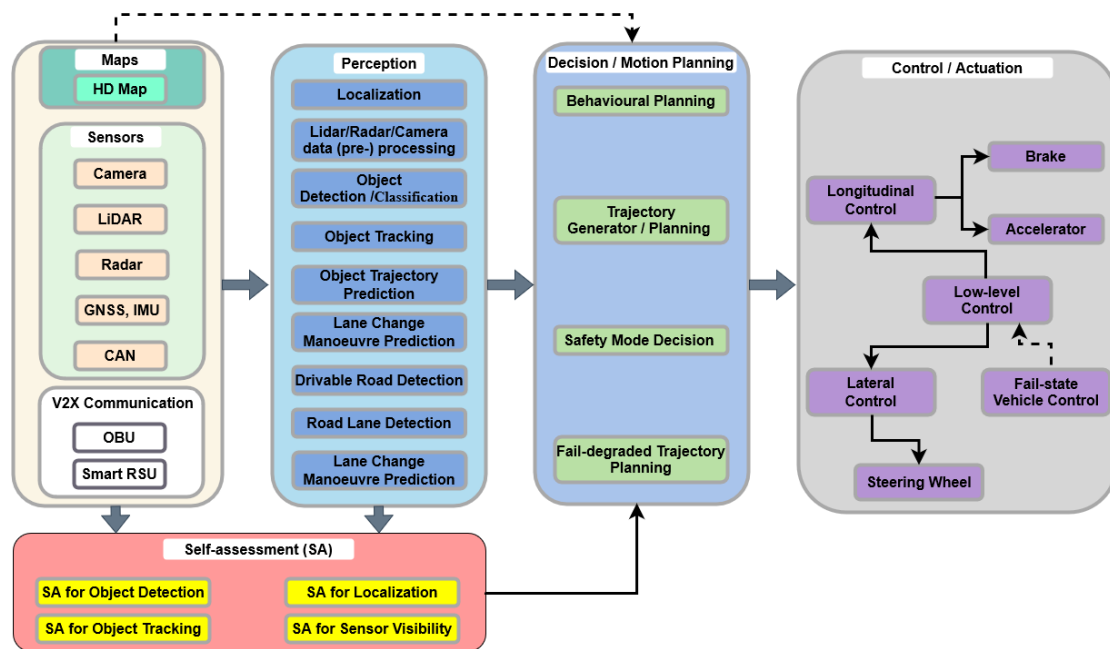 Maps
HD Map
Sensors
Camera
LiDAR
Radar
GNSS, IMU
CAN
V2X Communication
OBU
Smart RSU
Perception
Localization
Lidar/Radar/Camera
data (pre-) processing
Object
Detection /Classification
Object Tracking
Object Trajectory
Prediction
Lane Change
Manoeuvre Prediction
Drivable Road Detection
Road Lane Detection
Lane Change
Manoeuvre Prediction
Decision / Motion Planning
Behavioural Planning
Trajectory
Generator / Planning
Safety Mode Decision
Fail-degraded Trajectory
Planning
Control / Actuation
Brake
Longitudinal
Control
Accelerator
Low-level
Control
Lateral
Control
Fail-state
Vehicle Control
Steering Wheel
Self-assessment (SA)
SA for Object Detection
SA for Localization
SA for Object Tracking
SA for Sensor Visibility